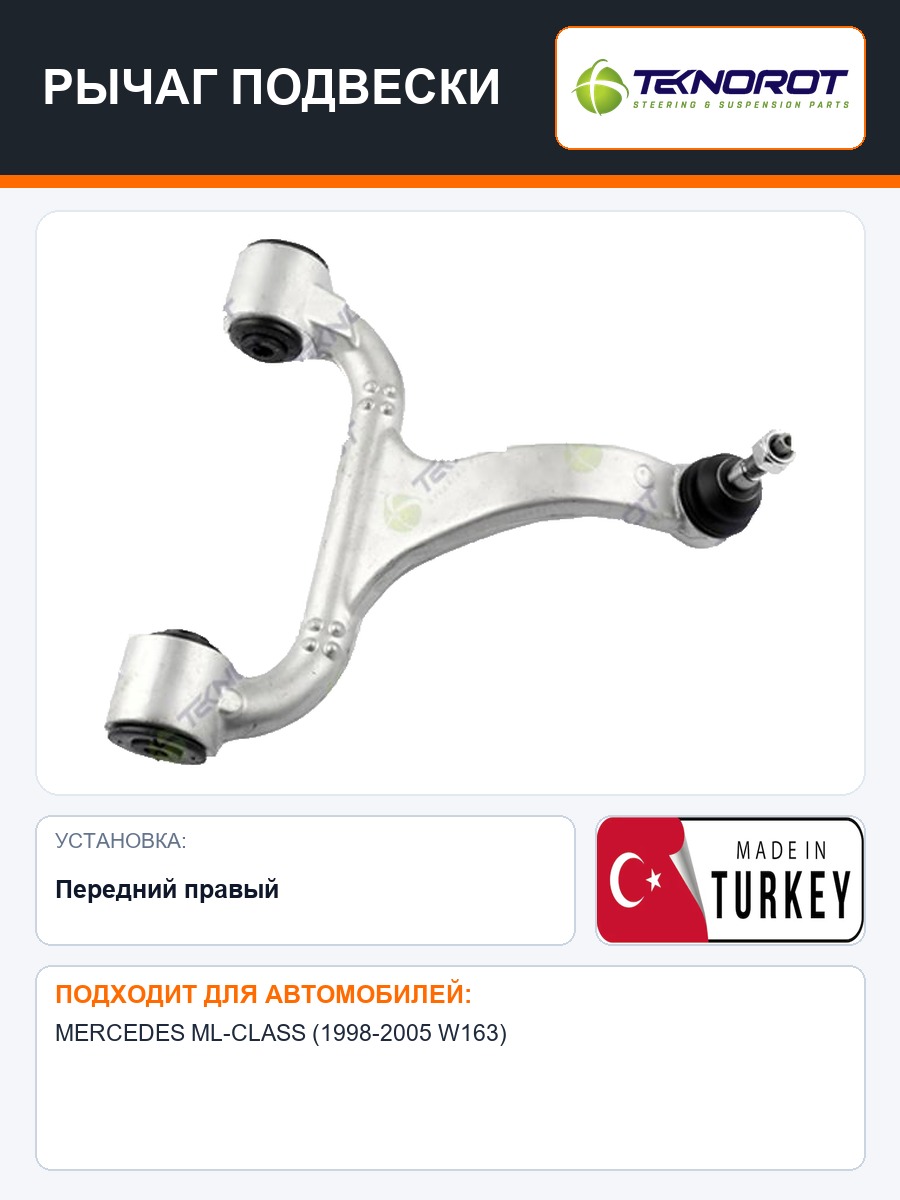 РЫЧАГ ПОДВЕСКИ
TEKNOROT
STEERING & SUSPENSION PARTS
УСТАНОВКА:
Передний правый
MADE IN
TURKEY
ПОДХОДИТ ДЛЯ АВТОМОБИЛЕЙ:
MERCEDES ML-CLASS (1998-2005 W163)